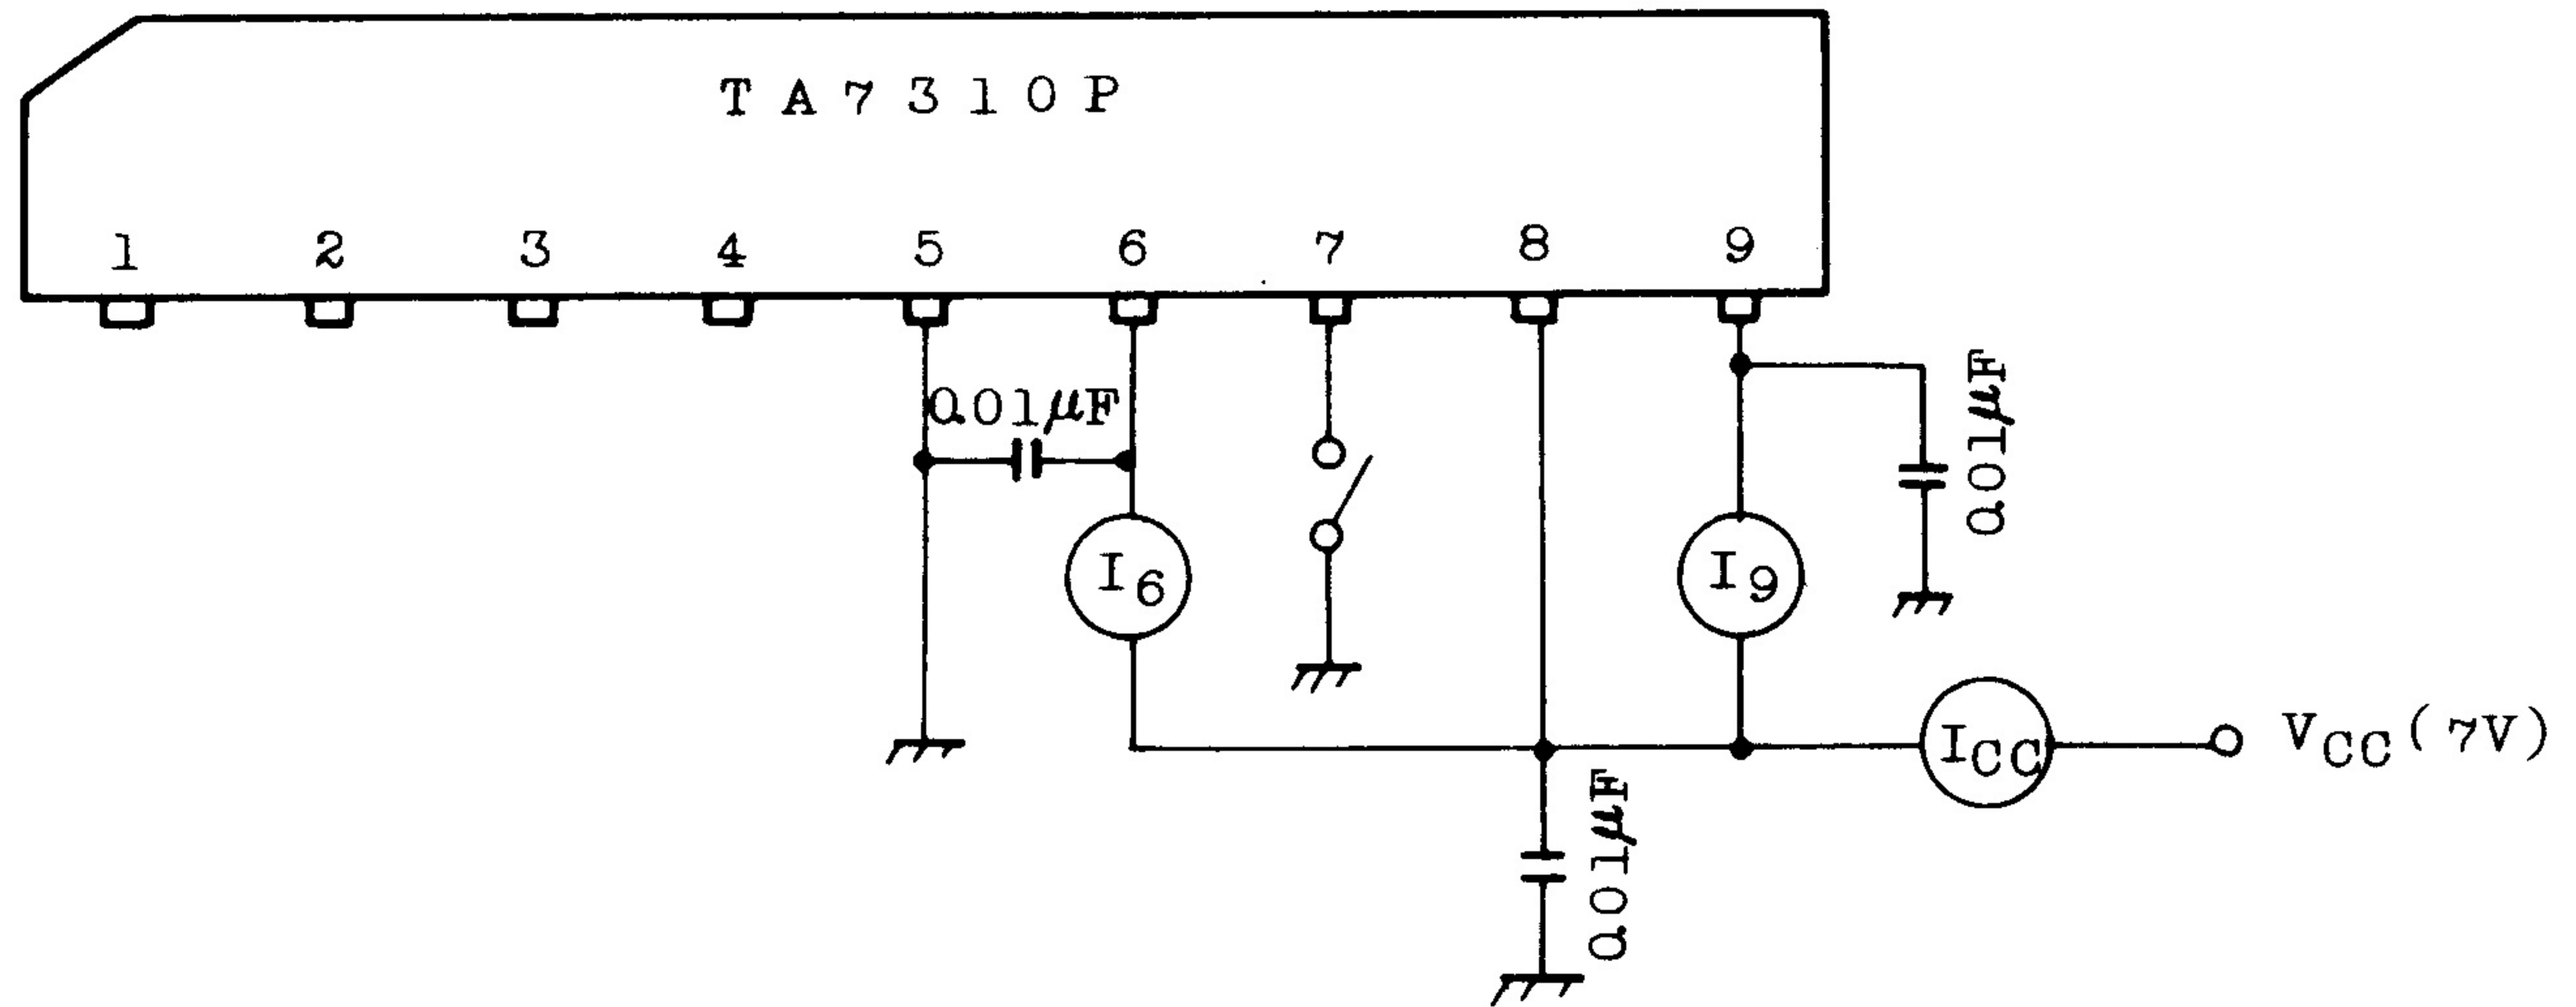 TA7310P
1 2 3 4 5 6 7 8 9
0.01μF
0.01μF
I6
I9
ICC
VCC(7V)
0.01μF